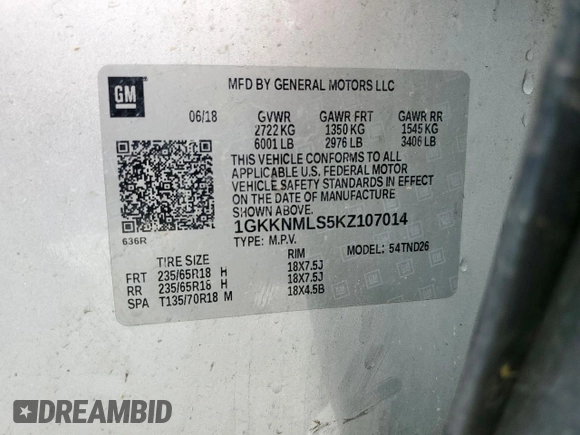 GM
MFD BY GENERAL MOTORS LLC
06/18 GVWR GAWR FRT GAWR RR
2722 KG 1350 KG 1545 KG
6001 LB 2976 LB 3406 LB
THIS VEHICLE CONFORMS TO ALL
APPLICABLE U.S. FEDERAL MOTOR
VEHICLE SAFETY STANDARDS IN EFFECT
ON THE DATE OF MANUFACTURE
SHOWN ABOVE.
636R
1GKKNMLS5KZ107014
TYPE: M.P.V. MODEL: 54TND26
TIRE SIZE RIM
FRT 235/65R18 H 18X7.5J
RR 235/65R18 H 18X7.5J
SPA T135/70R18 M 18X4.5B
DREAMBID